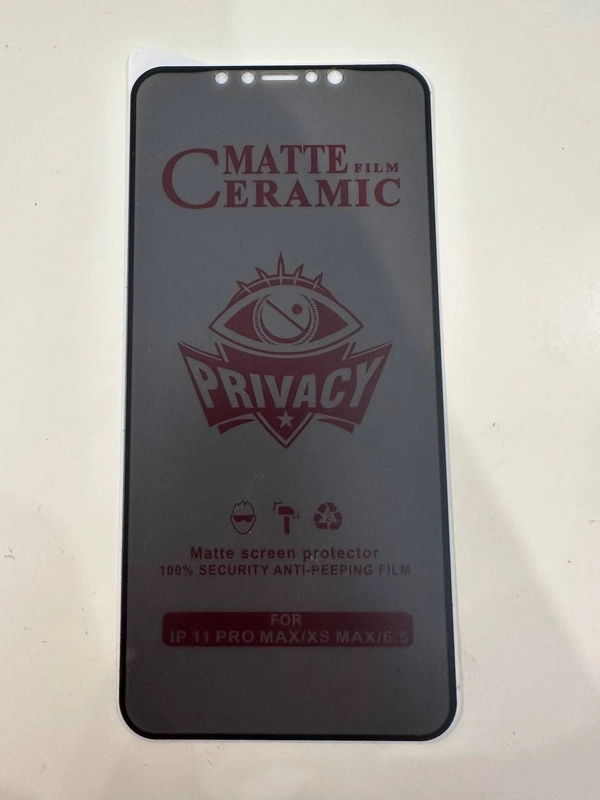 MATTE FILM
CERAMIC
PRIVACY
2
Matte screen protector
100% SECURITY ANTI-PEEPING FILM
FOR
IP 11 PRO MAX/XS MAX/6.5